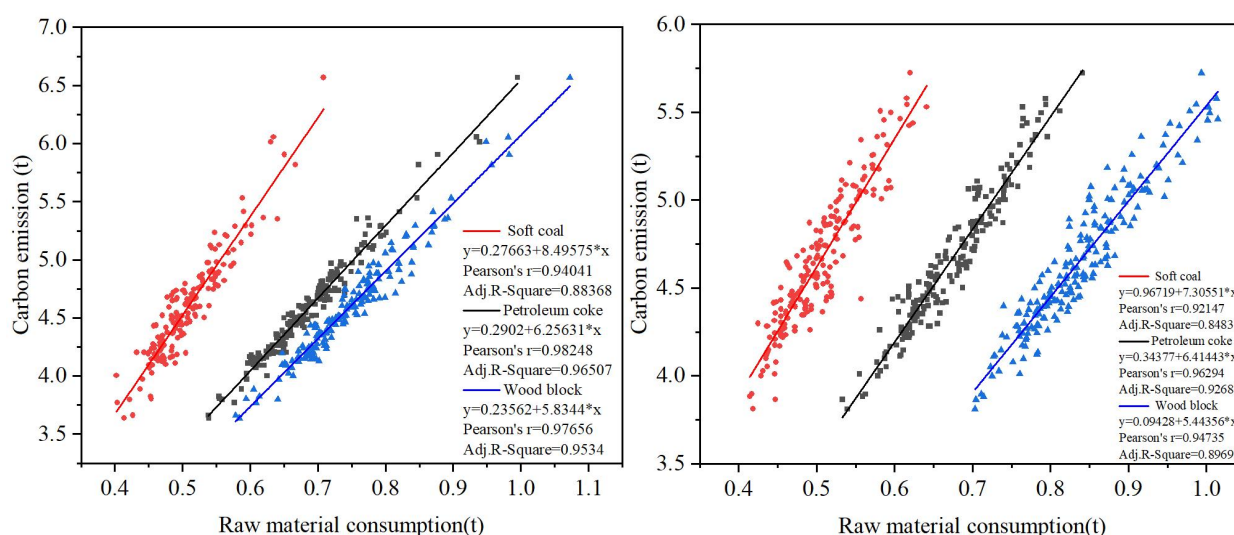 7.0
6.5
6.0
5.5
5.0
4.5
4.0
3.5
Carbon emission (t)
0.4 0.5 0.6 0.7 0.8 0.9 1.0 1.1
Raw material consumption(t)
Soft coal
y=0.27663+8.49575*x
Pearson's r=0.94041
Adj.R-Square=0.88368
Petroleum coke
y=0.2902+6.25631*x
Pearson's r=0.98248
Adj.R-Square=0.96507
Wood block
y=0.23562+5.8344*x
Pearson's r=0.97656
Adj.R-Square=0.9534
6.0
5.5
5.0
4.5
4.0
3.5
Carbon emission (t)
0.4 0.5 0.6 0.7 0.8 0.9 1.0
Raw material consumption(t)
Soft coal
y=0.96719+7.30551*x
Pearson's r=0.92147
Adj.R-Square=0.8483
Petroleum coke
y=0.34377+6.41443*x
Pearson's r=0.96294
Adj.R-Square=0.9268
Wood block
y=0.09428+5.44356*x
Pearson's r=0.94735
Adj.R-Square=0.8969